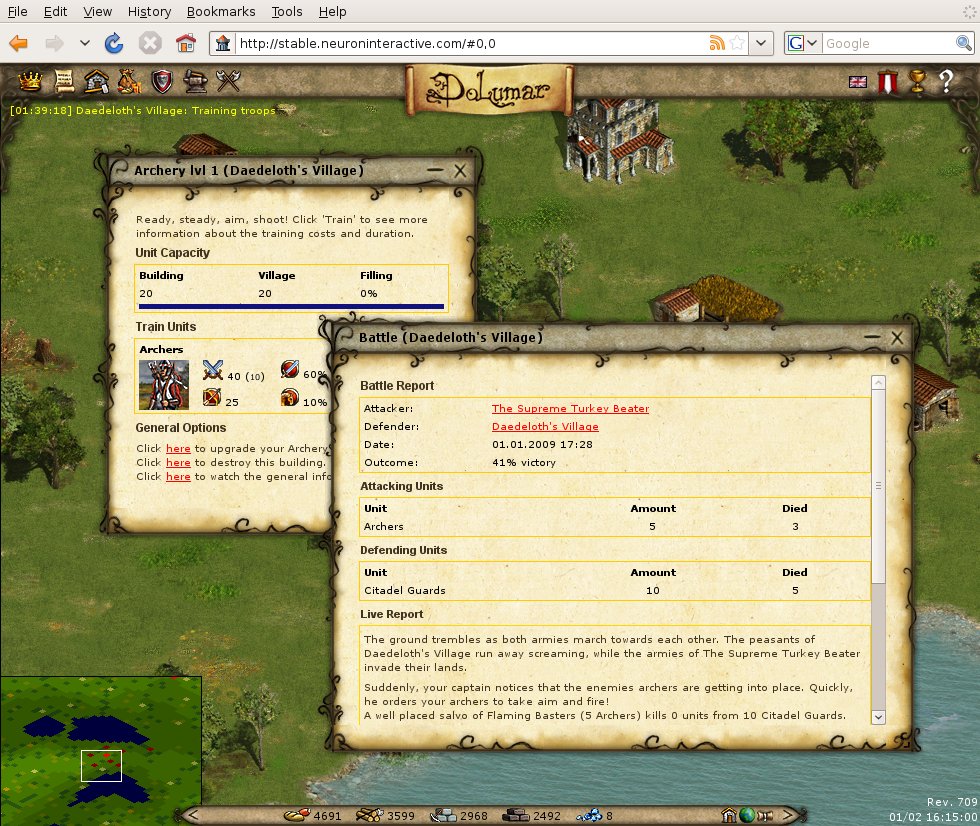 File Edit View History Bookmarks Tools Help
http://stable.neuroninteractive.com/#0,0
Google
DoLumar
[01:39:18] Daedeloth's Village: Training troops
Archery lvl 1 (Daedeloth's Village)
Ready, steady, aim, shoot! Click 'Train' to see more
information about the training costs and duration.
Unit Capacity
Building Village Filling
20 20 0%
Train Units
Archers
40 (10) 60%
25 10%
General Options
Click here to upgrade your Archery
Click here to destroy this building.
Click here to watch the general info
Battle (Daedeloth's Village)
Battle Report
Attacker: The Supreme Turkey Beater
Defender: Daedeloth's Village
Date: 01.01.2009 17:28
Outcome: 41% victory
Attacking Units
Unit Amount Died
Archers 5 3
Defending Units
Unit Amount Died
Citadel Guards 10 5
Live Report
The ground trembles as both armies march towards each other. The peasants of
Daedeloth's Village run away screaming, while the armies of The Supreme Turkey Beater
invade their lands.
Suddenly, your captain notices that the enemies archers are getting into place. Quickly,
he orders your archers to take aim and fire!
A well placed salvo of Flaming Basters (5 Archers) kills 0 units from 10 Citadel Guards.
4691 3599 2968 2492 8
Rev. 709
01/02 16:15:00